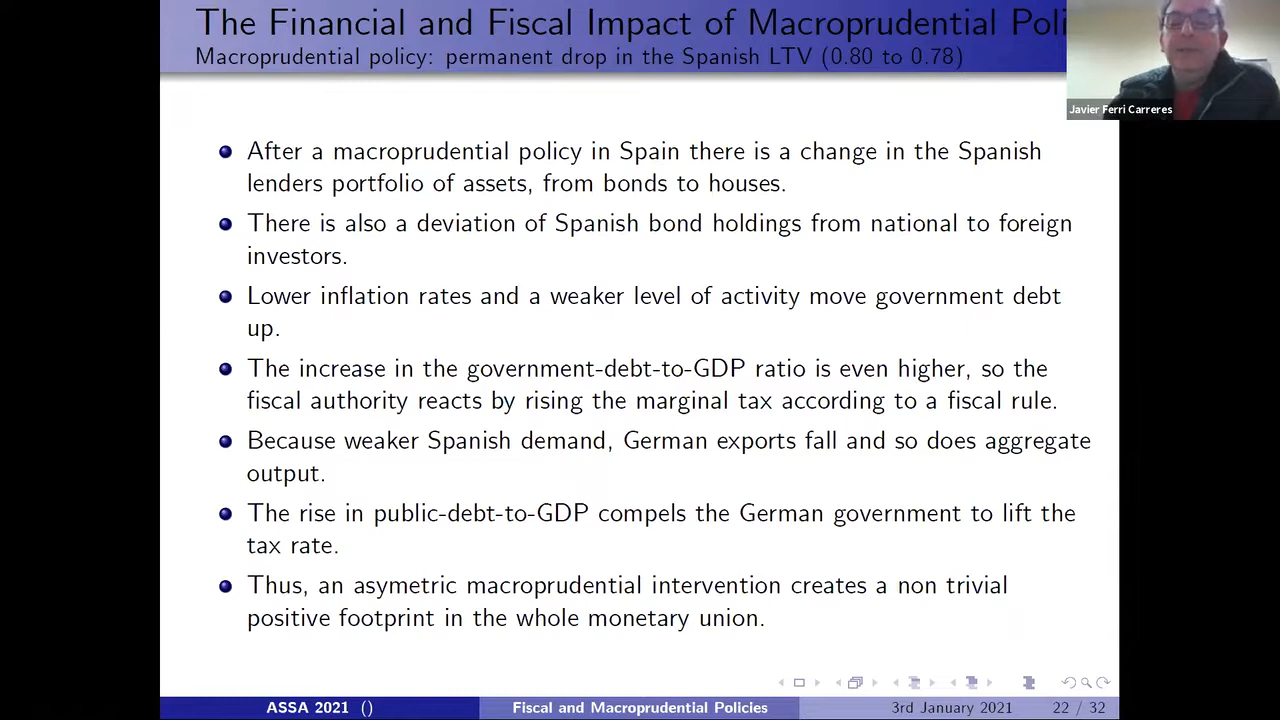 The Financial and Fiscal Impact of Macroprudential Poli
Macroprudential policy: permanent drop in the Spanish LTV (0.80 to 0.78)
Javier Ferri Carreres
After a macroprudential policy in Spain there is a change in the Spanish
lenders portfolio of assets, from bonds to houses.
There is also a deviation of Spanish bond holdings from national to foreign
investors.
Lower inflation rates and a weaker level of activity move government debt
up.
The increase in the government-debt-to-GDP ratio is even higher, so the
fiscal authority reacts by rising the marginal tax according to a fiscal rule.
Because weaker Spanish demand, German exports fall and so does aggregate
output.
The rise in public-debt-to-GDP compels the German government to lift the
tax rate.
Thus, an asymetric macroprudential intervention creates a non trivial
positive footprint in the whole monetary union.
ASSA 2021 ()
Fiscal and Macroprudential Policies
3rd January 2021
22 / 32